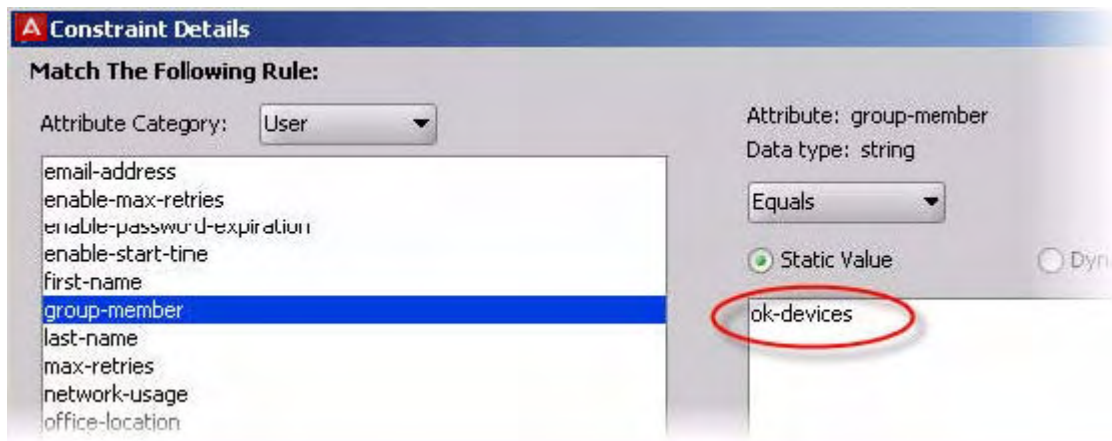 A Constraint Details
Match The Following Rule:
Attribute Category: User
email-address
enable-max-retries
enable-password-expiration
enable-start-time
first-name
group-member
last-name
max-retries
network-usage
office-location
Attribute: group-member
Data type: string
Equals
Static Value
Dyn
ok-devices